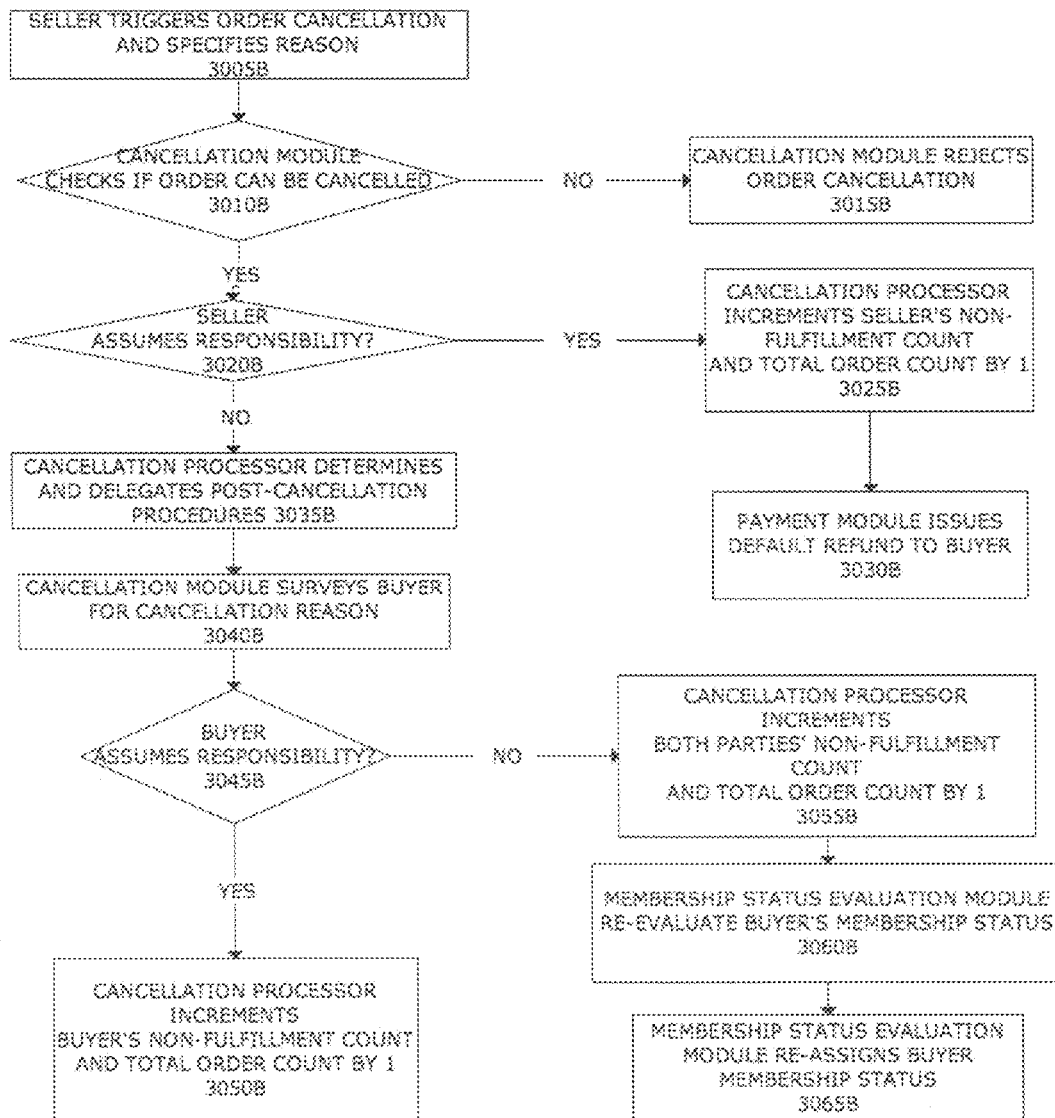 SELLER TRIGGERS ORDER CANCELLATION
AND SPECIFIES REASON
3005B
CANCELLATION MODULE
CHECKS IF ORDER CAN BE CANCELLED
3010B
NO
CANCELLATION MODULE REJECTS
ORDER CANCELLATION
3015B
YES
SELLER
ASSUMES RESPONSIBILITY?
3020B
YES
CANCELLATION PROCESSOR
INCREMENTS SELLER'S NON-
FULFILLMENT COUNT
AND TOTAL ORDER COUNT BY 1
3025B
NO
CANCELLATION PROCESSOR DETERMINES
AND DELEGATES POST-CANCELLATION
PROCEDURES 3035B
PAYMENT MODULE ISSUES
DEFAULT REFUND TO BUYER
3030B
CANCELLATION MODULE SURVEYS BUYER
FOR CANCELLATION REASON
3040B
BUYER
ASSUMES RESPONSIBILITY?
3045B
NO
CANCELLATION PROCESSOR
INCREMENTS
BOTH PARTIES' NON-FULFILLMENT
COUNT
AND TOTAL ORDER COUNT BY 1
3055B
YES
MEMBERSHIP STATUS EVALUATION MODULE
RE-EVALUATE BUYER'S MEMBERSHIP STATUS
3060B
CANCELLATION PROCESSOR
INCREMENTS
BUYER'S NON-FULFILLMENT COUNT
AND TOTAL ORDER COUNT BY 1
3050B
MEMBERSHIP STATUS EVALUATION
MODULE RE-ASSIGNS BUYER
MEMBERSHIP STATUS
3065B